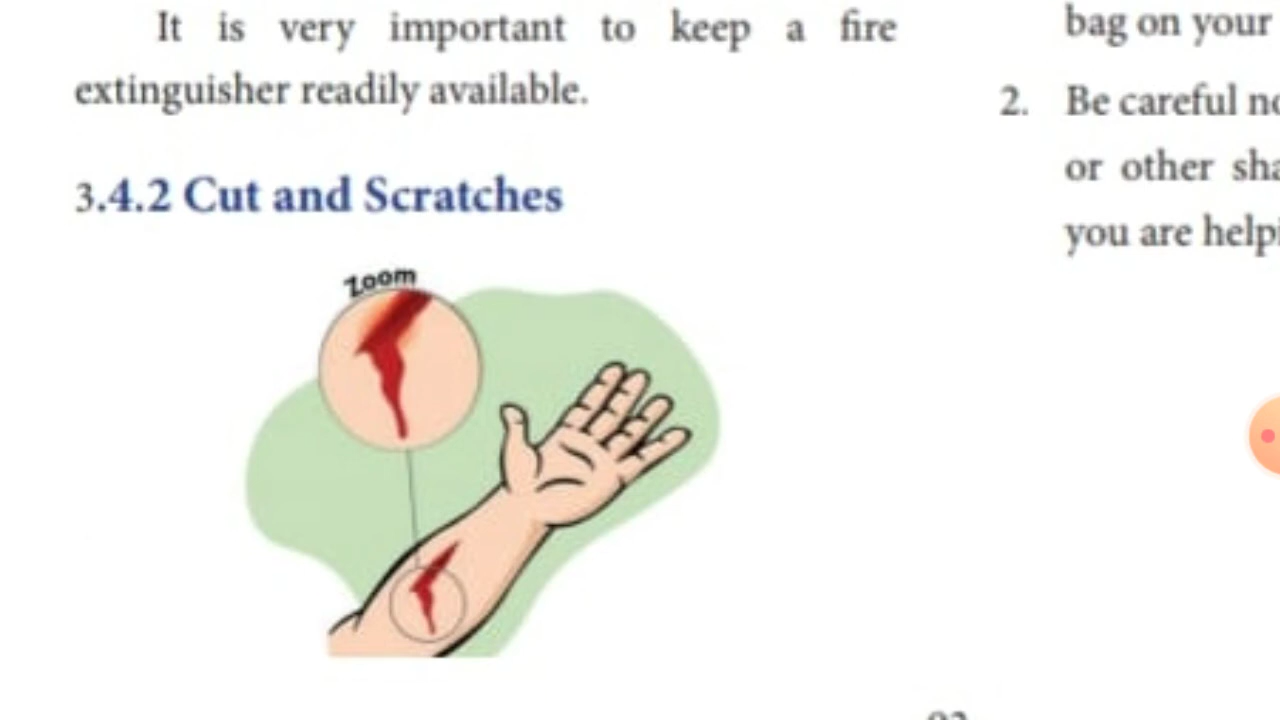 It is very important to keep a fire
extinguisher readily available.
3.4.2 Cut and Scratches
Zoom
bag on your
2. Be careful
or other
you are